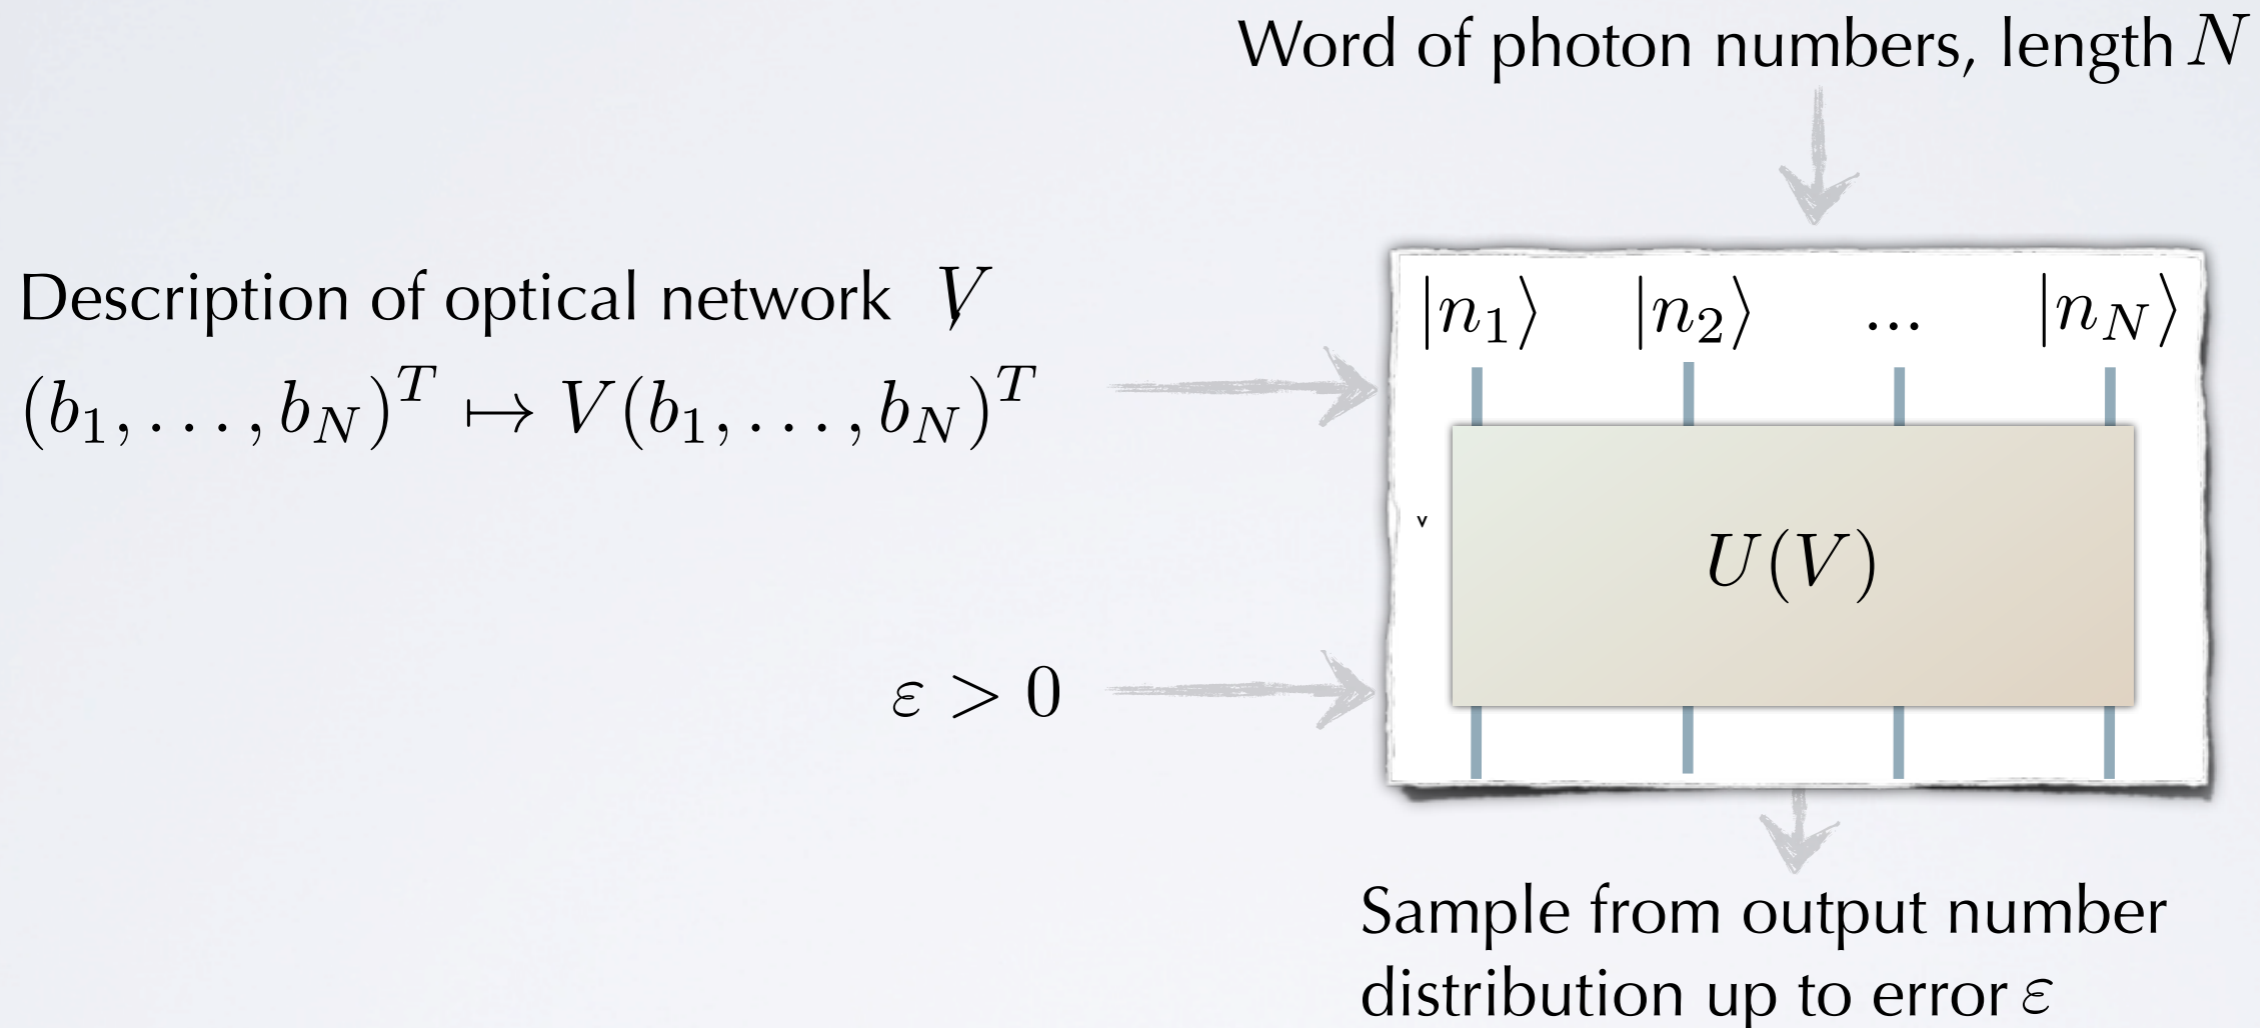 Word of photon numbers, length N
Description of optical network V
(b₁, . . . , b_N)^T ↦ V(b₁, . . . , b_N)^T
|n₁⟩ |n₂⟩ ... |n_N⟩
v
U(V)
ε > 0
Sample from output number
distribution up to error ε